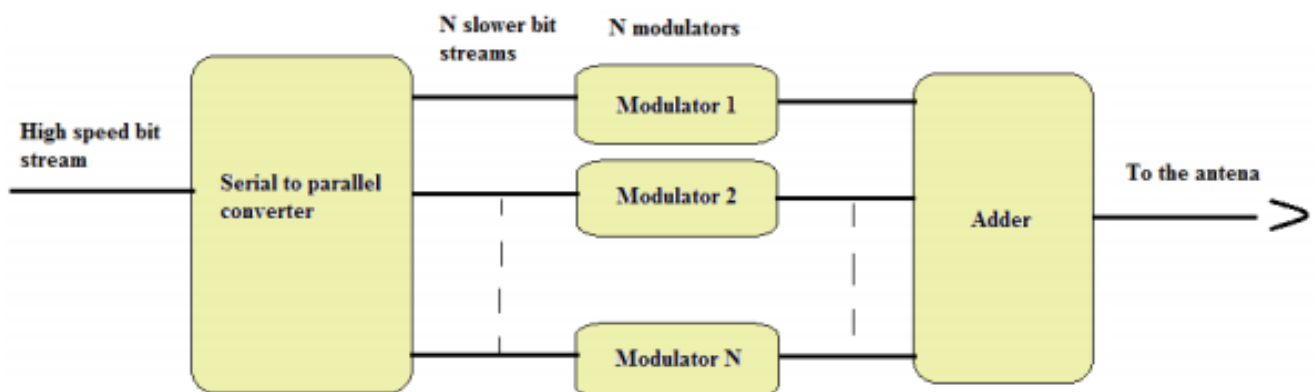 N slower bit
streams
N modulators
High speed bit
stream
Serial to parallel
converter
Modulator 1
Modulator 2
Modulator N
Adder
To the antena